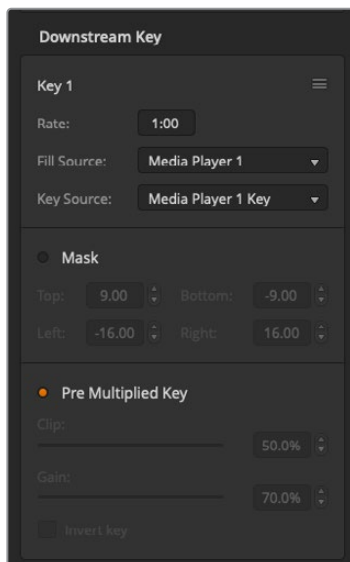 Downstream Key
Key 1
Rate: 1:00
Fill Source: Media Player 1
Key Source: Media Player 1 Key
Mask
Top: 9.00 Bottom: -9.00
Left: -16.00 Right: 16.00
Pre Multiplied Key
Clip:
50.0%
Gain:
70.0%
Invert key